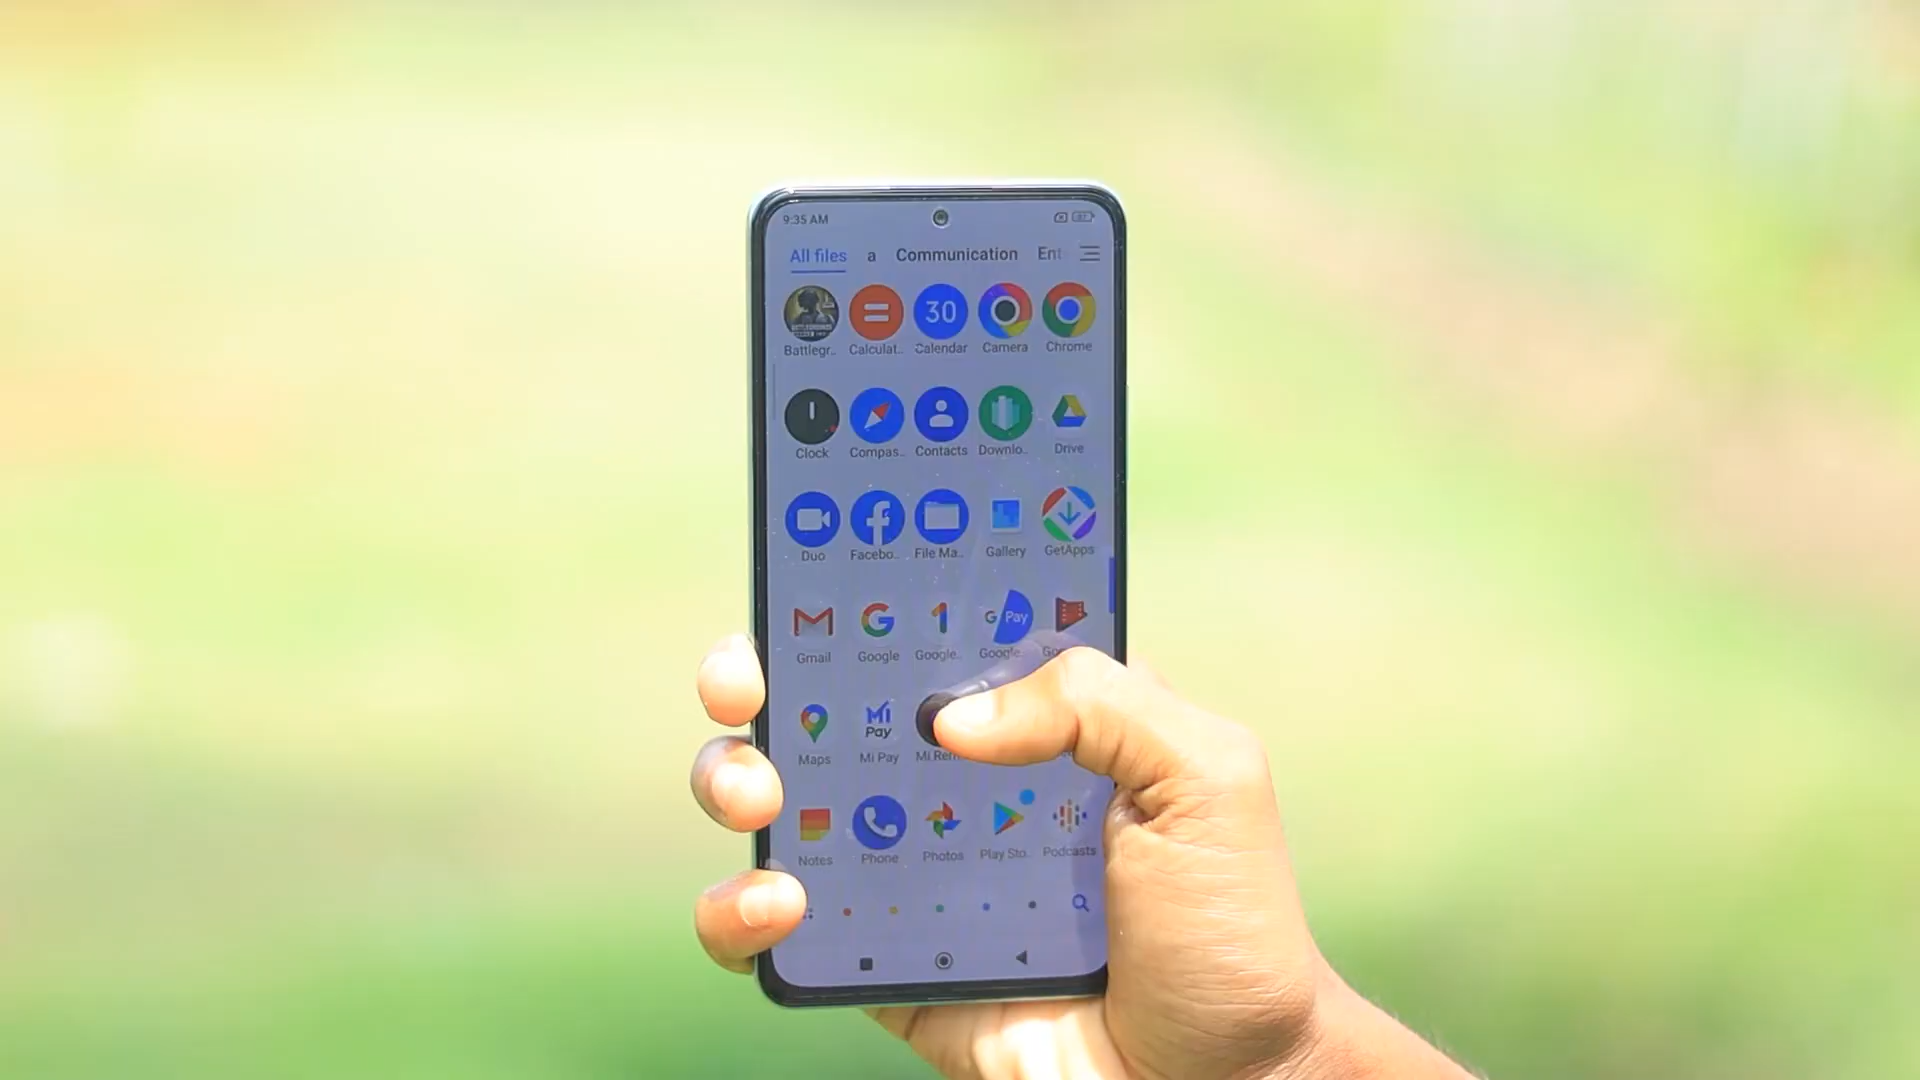 9:35 AM
All files a Communication Ent
30
Battlegr.. Calculat.. Calendar Camera Chrome
Clock Compas.. Contacts Downlo.. Drive
Duo Facebo.. File Ma.. Gallery GetApps
G Pay
Gmail Google Google.. Google..
Mi Pay
Maps Mi Pay Mi Rem
Notes Phone Photos Play Sto.. Podcasts